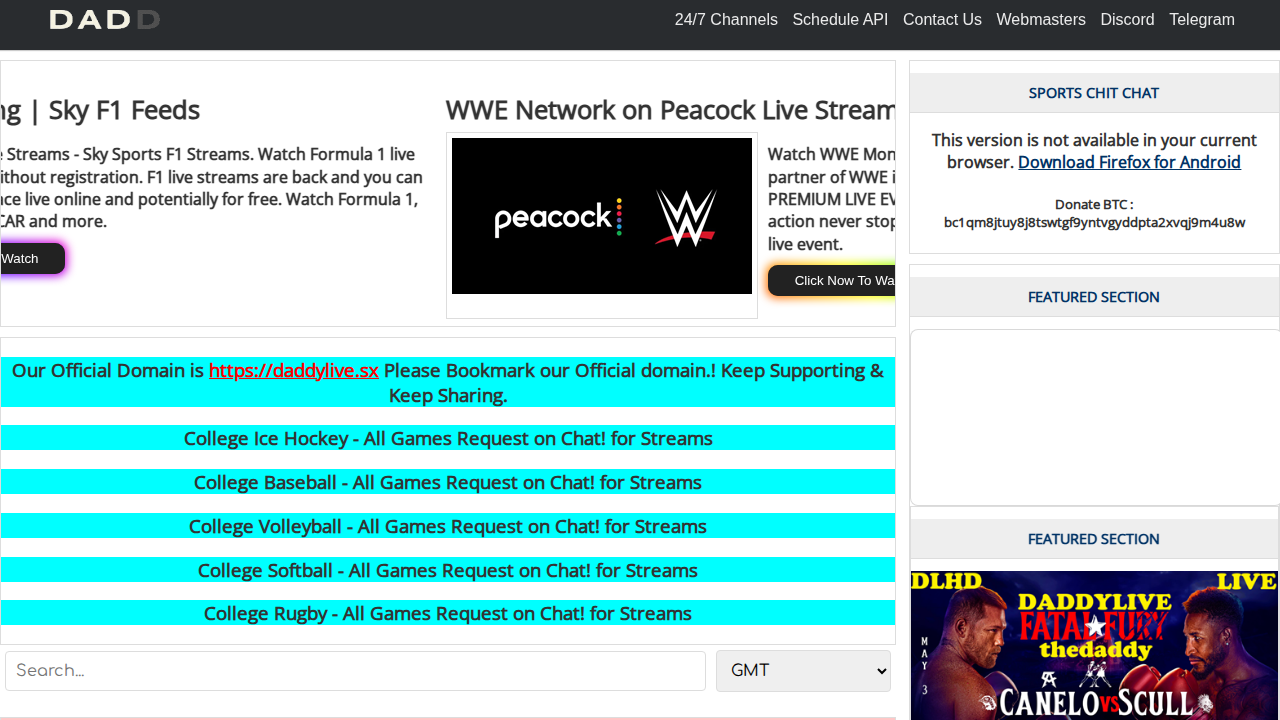 DADD
24/7 Channels Schedule API Contact Us Webmasters Discord Telegram
ng | Sky F1 Feeds
Streams - Sky Sports F1 Streams. Watch Formula 1 live
ithout registration. F1 live streams are back and you can
ce live online and potentially for free. Watch Formula 1,
CAR and more.
Watch
WWE Network on Peacock Live Stream
peacock
W
Watch WWE Mon
partner of WWE i
PREMIUM LIVE EV
action never stop
live event.
Click Now To Wa
Our Official Domain is https://daddylive.sx Please Bookmark our Official domain.! Keep Supporting &
Keep Sharing.
College Ice Hockey - All Games Request on Chat! for Streams
College Baseball - All Games Request on Chat! for Streams
College Volleyball - All Games Request on Chat! for Streams
College Softball - All Games Request on Chat! for Streams
College Rugby - All Games Request on Chat! for Streams
Search...
GMT
SPORTS CHIT CHAT
This version is not available in your current
browser. Download Firefox for Android
Donate BTC :
bc1qm8jtuy8j8tswtgf9yntvgyddpta2xvqj9m4u8w
FEATURED SECTION
FEATURED SECTION
DLHD LIVE
DADDYLIVE
FATAL FURY
thedaddy
MAY 3
CANELO VS SCULL